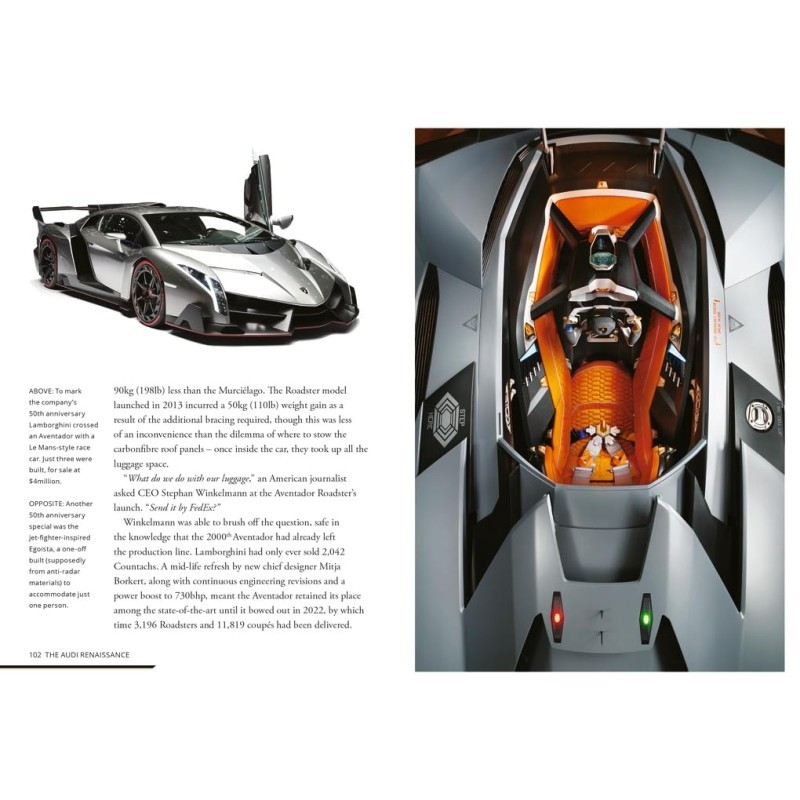 ABOVE: To mark
the company's
50th anniversary
Lamborghini crossed
an Aventador with a
Le Mans-style race
car. Just three were
built, for sale at
$4million.
OPPOSITE: Another
50th anniversary
special was the
jet-fighter-inspired
Egoista, a one-off
built (supposedly
from anti-radar
materials) to
accommodate just
one person.
90kg (198lb) less than the Murciélago. The Roadster model
launched in 2013 incurred a 50kg (110lb) weight gain as a
result of the additional bracing required, though this was less
of an inconvenience than the dilemma of where to stow the
carbonfibre roof panels – once inside the car, they took up all the
luggage space.
"What do we do with our luggage," an American journalist
asked CEO Stephan Winkelmann at the Aventador Roadster's
launch. "Send it by FedEx?"
Winkelmann was able to brush off the question, safe in
the knowledge that the 2000th Aventador had already left
the production line. Lamborghini had only ever sold 2,042
Countachs. A mid-life refresh by new chief designer Mitja
Borkert, along with continuous engineering revisions and a
power boost to 730bhp, meant the Aventador retained its place
among the state-of-the-art until it bowed out in 2022, by which
time 3,196 Roadsters and 11,819 coupés had been delivered.
102 THE AUDI RENAISSANCE
STEP
HERE